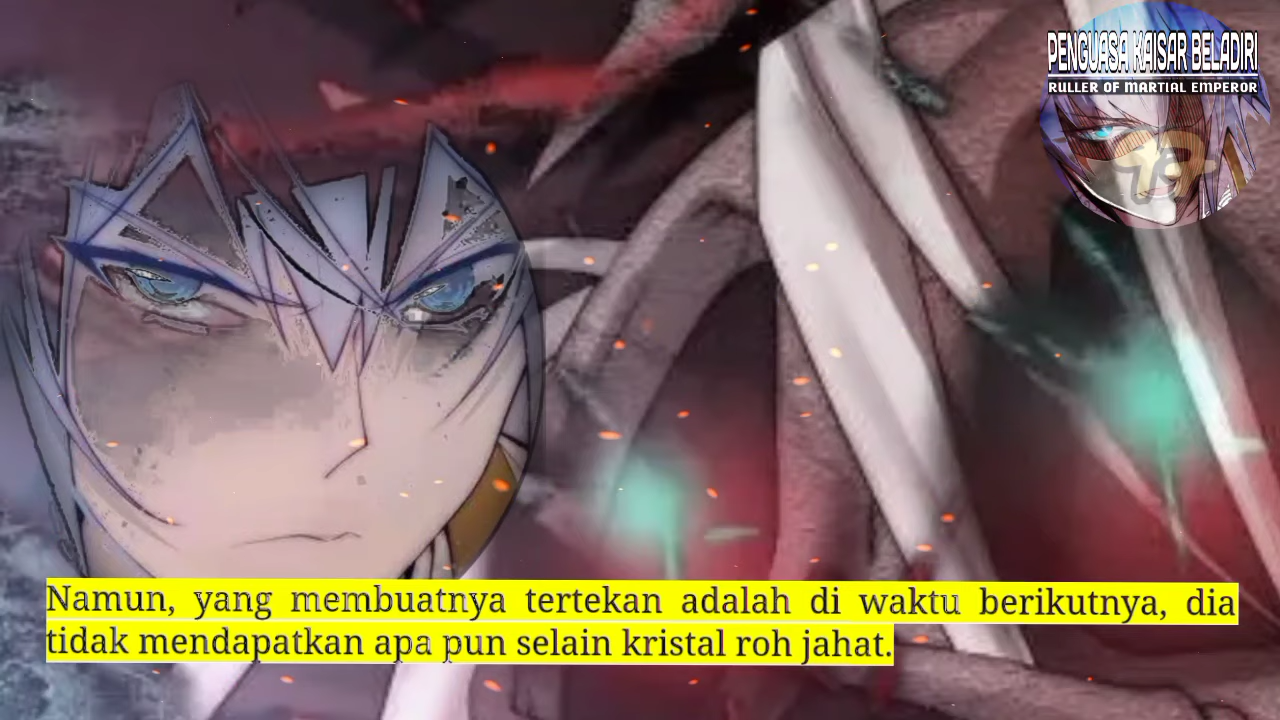 PENGUASA KAISAR BELADIRI
RULLER OF MARTIAL EMPEROR
Namun, yang membuatnya tertekan adalah di waktu berikutnya, dia
tidak mendapatkan apa pun selain kristal roh jahat.